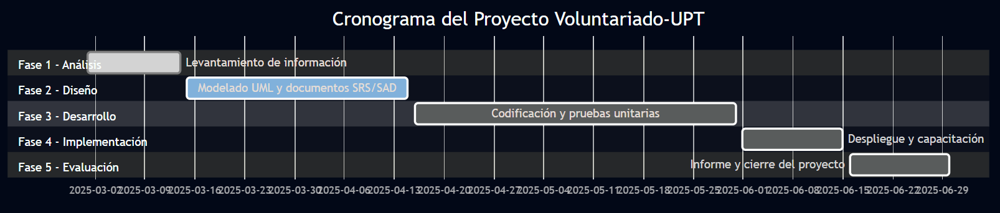 Cronograma del Proyecto Voluntariado-UPT
Fase 1 - Análisis
Levantamiento de información
Fase 2 - Diseño
Modelado UML y documentos SRS/SAD
Fase 3 - Desarrollo
Codificación y pruebas unitarias
Fase 4 - Implementación
Despliegue y capacitación
Fase 5 - Evaluación
Informe y cierre del proyecto
2025-03-02 2025-03-09 2025-03-16 2025-03-23 2025-03-30 2025-04-06 2025-04-13 2025-04-20 2025-04-27 2025-05-04 2025-05-11 2025-05-18 2025-05-25 2025-06-01 2025-06-08 2025-06-15 2025-06-22 2025-06-29